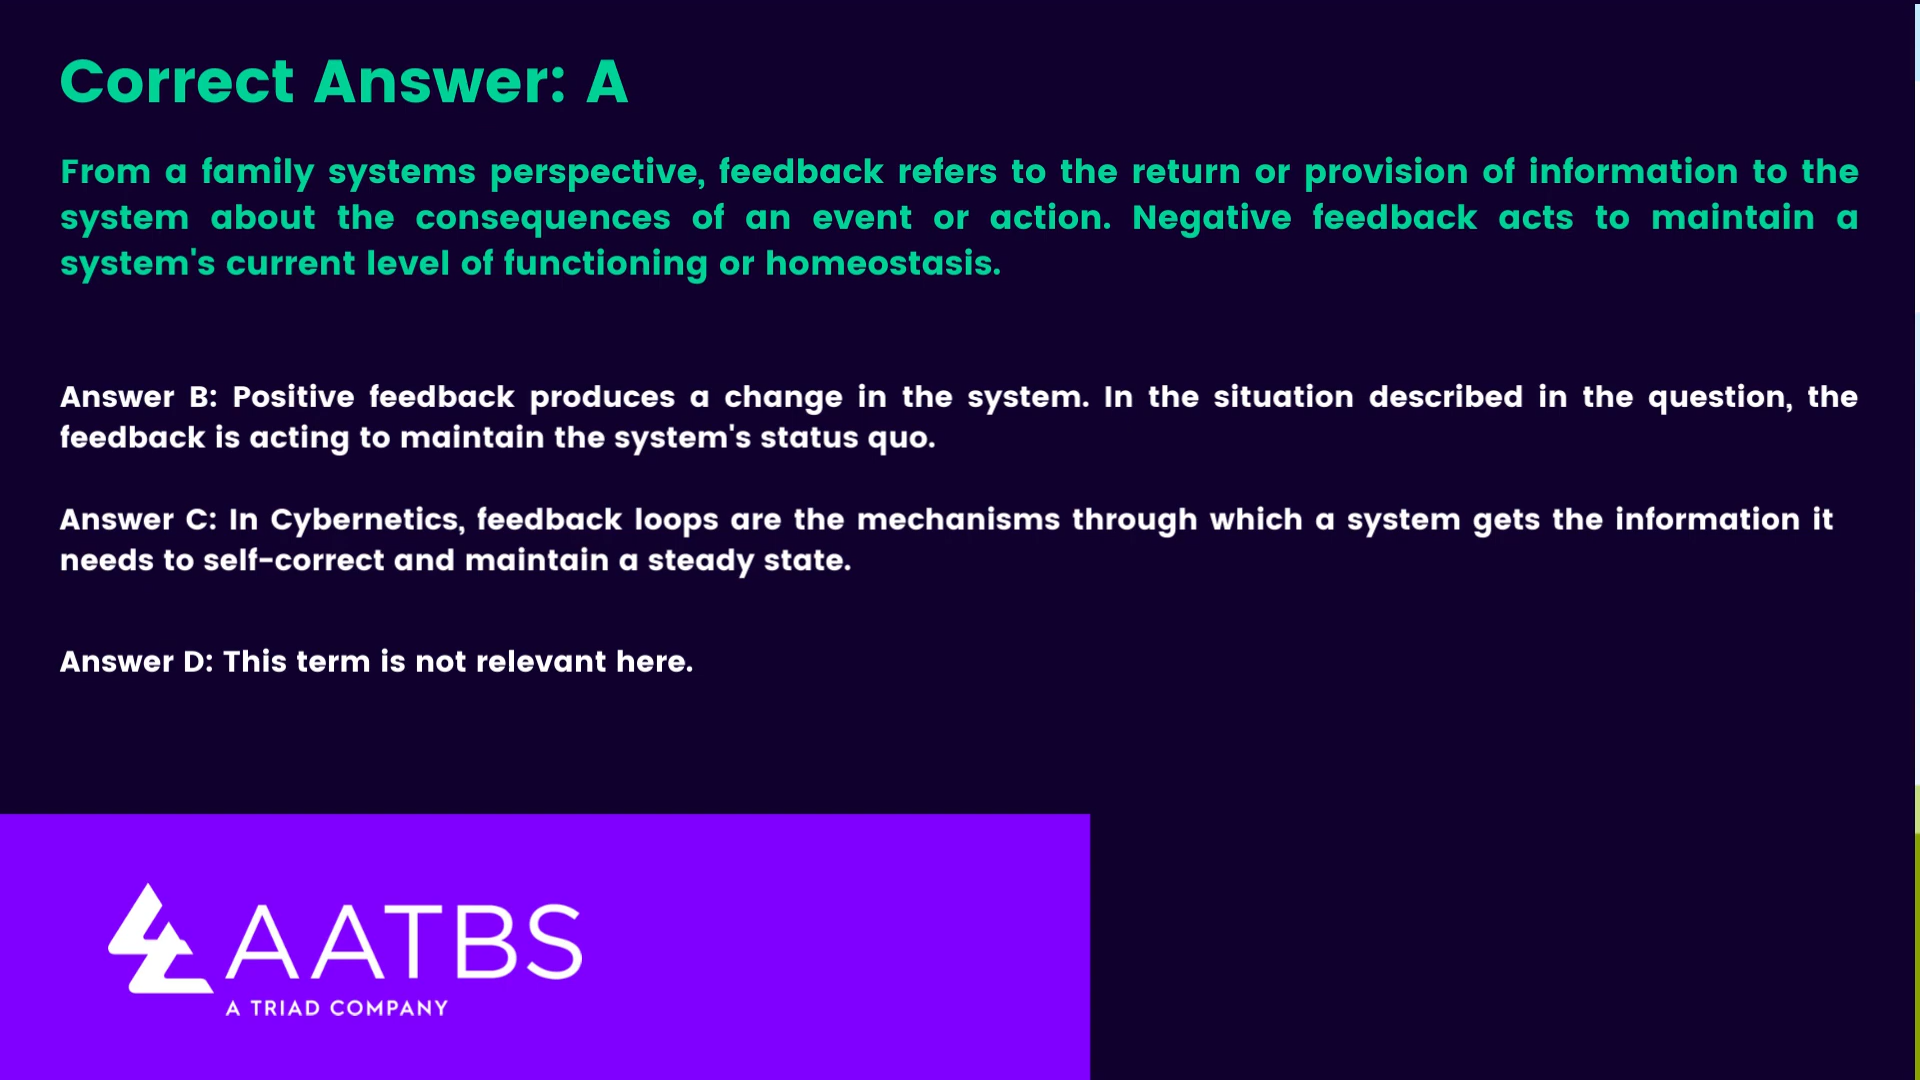 Correct Answer: A
From a family systems perspective, feedback refers to the return or provision of information to the
system about the consequences of an event or action. Negative feedback acts to maintain a
system's current level of functioning or homeostasis.
Answer B: Positive feedback produces a change in the system. In the situation described in the question, the
feedback is acting to maintain the system's status quo.
Answer C: In Cybernetics, feedback loops are the mechanisms through which a system gets the information it
needs to self-correct and maintain a steady state.
Answer D: This term is not relevant here.
AATBS
A TRIAD COMPANY